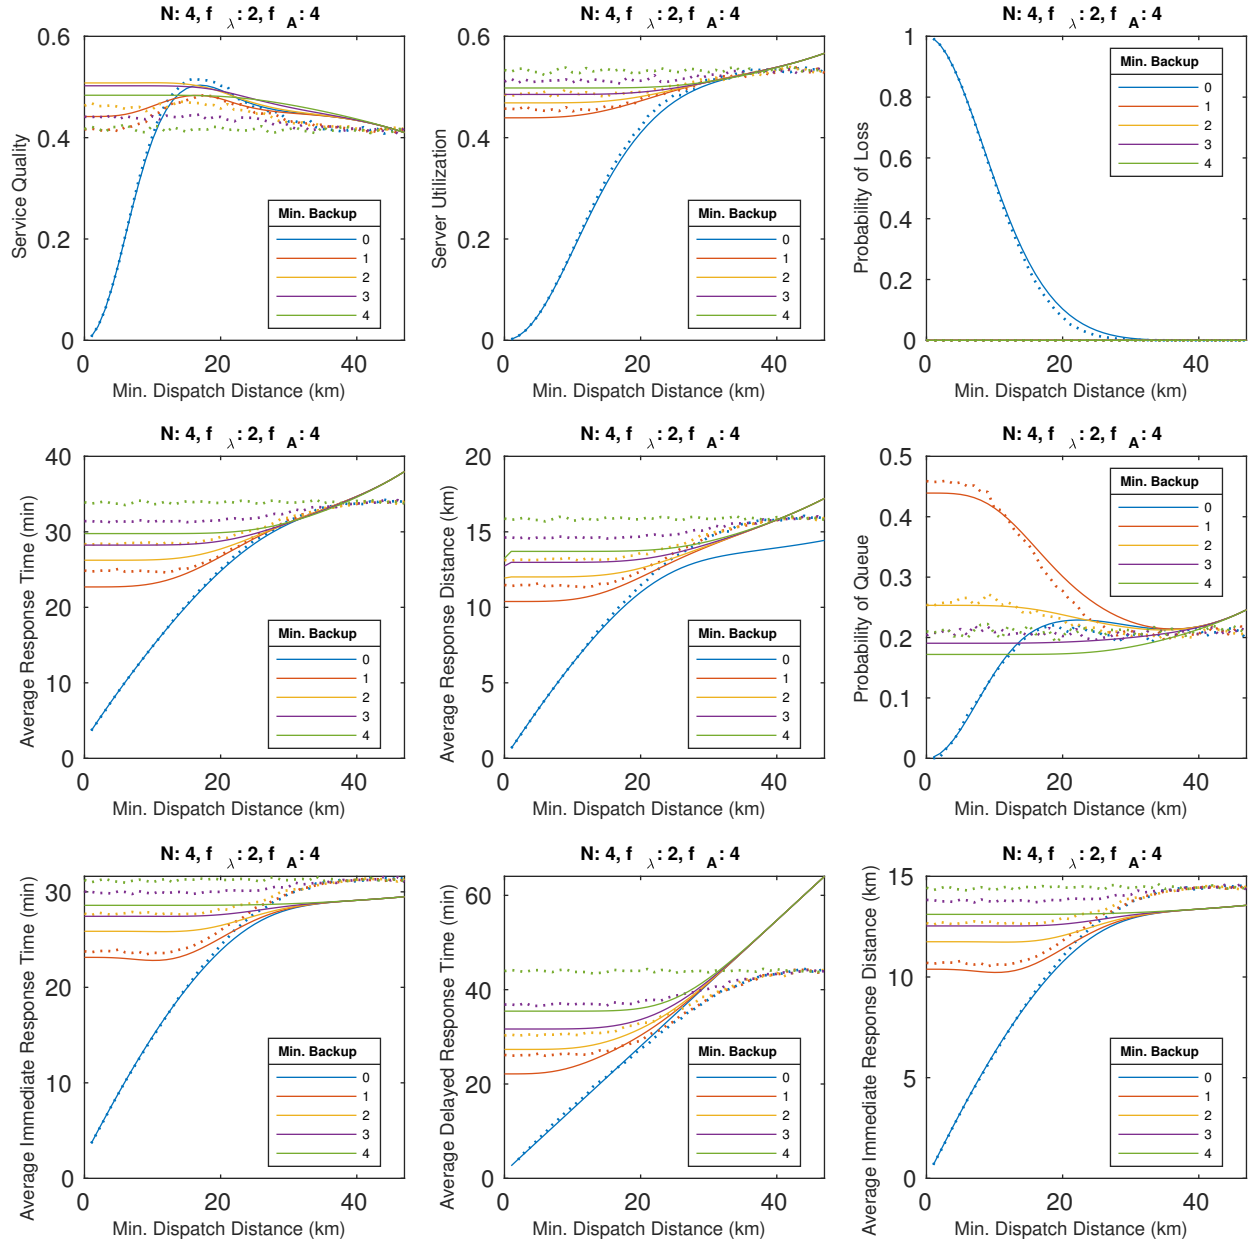 N: 4, f λ: 2, f A: 4
0.6
0.4
0.2
0
Service Quality
Min. Backup
0
1
2
3
4
0 20 40
Min. Dispatch Distance (km)
N: 4, f λ: 2, f A: 4
0.6
0.4
0.2
0
Server Utilization
Min. Backup
0
1
2
3
4
0 20 40
Min. Dispatch Distance (km)
N: 4, f λ: 2, f A: 4
1
0.8
0.6
0.4
0.2
0
Probability of Loss
Min. Backup
0
1
2
3
4
0 20 40
Min. Dispatch Distance (km)
N: 4, f λ: 2, f A: 4
40
30
20
10
0
Average Response Time (min)
Min. Backup
0
1
2
3
4
0 20 40
Min. Dispatch Distance (km)
N: 4, f λ: 2, f A: 4
20
15
10
5
0
Average Response Distance (km)
Min. Backup
0
1
2
3
4
0 20 40
Min. Dispatch Distance (km)
N: 4, f λ: 2, f A: 4
0.5
0.4
0.3
0.2
0.1
0
Probability of Queue
Min. Backup
0
1
2
3
4
0 20 40
Min. Dispatch Distance (km)
N: 4, f λ: 2, f A: 4
30
20
10
0
Average Immediate Response Time (min)
Min. Backup
0
1
2
3
4
0 20 40
Min. Dispatch Distance (km)
N: 4, f λ: 2, f A: 4
60
40
20
0
Average Delayed Response Time (min)
Min. Backup
0
1
2
3
4
0 20 40
Min. Dispatch Distance (km)
N: 4, f λ: 2, f A: 4
15
10
5
0
Average Immediate Response Distance (km)
Min. Backup
0
1
2
3
4
0 20 40
Min. Dispatch Distance (km)